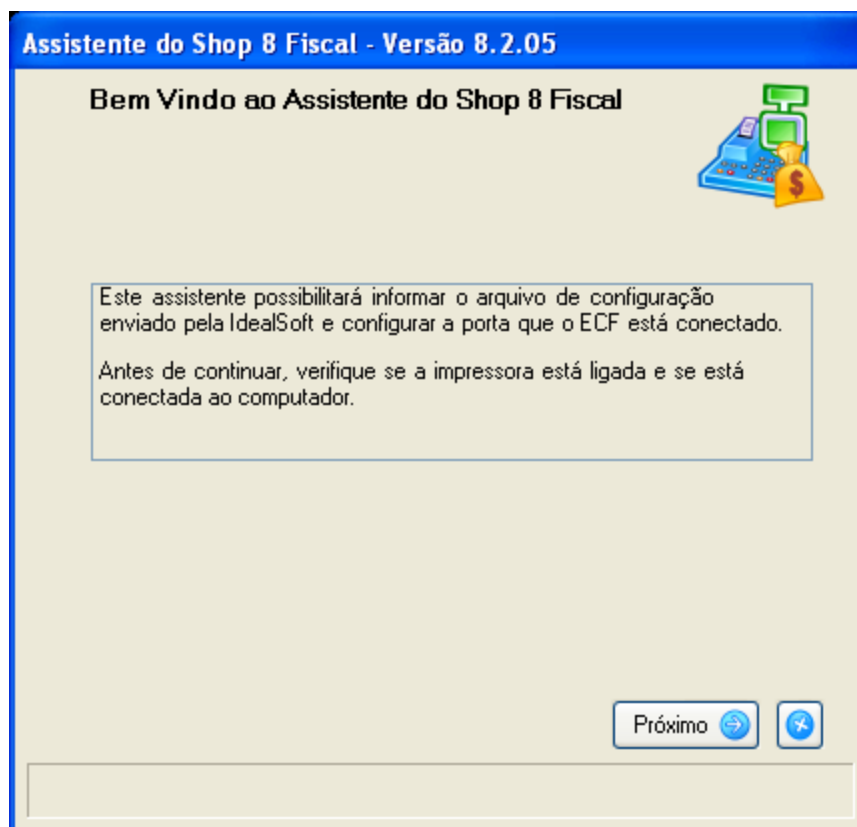 Assistente do Shop 8 Fiscal - Versão 8.2.05
Bem Vindo ao Assistente do Shop 8 Fiscal
$
Este assistente possibilitará informar o arquivo de configuração
enviado pela IdealSoft e configurar a porta que o ECF está conectado.
Antes de continuar, verifique se a impressora está ligada e se está
conectada ao computador.
Próximo